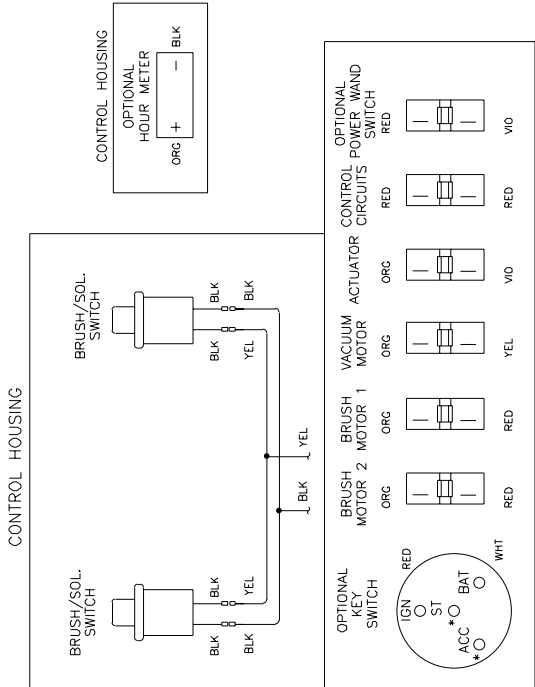 CONTROL HOUSING
OPTIONAL
HOUR METER
ORG + − BLK
CONTROL HOUSING
BRUSH/SOL.
SWITCH
BLK BLK
BLK YEL
BRUSH/SOL.
SWITCH
BLK BLK
YEL BLK
BLK YEL
OPTIONAL
KEY
SWITCH
IGN
RED
ST
*
ACC
*
BAT
WHT
BRUSH
MOTOR 2
ORG
RED
BRUSH
MOTOR 1
ORG
RED
VACUUM
MOTOR
ORG
YEL
ACTUATOR
ORG
VIO
CONTROL
CIRCUITS
RED
RED
OPTIONAL
POWER WAND
SWITCH
RED
VIO